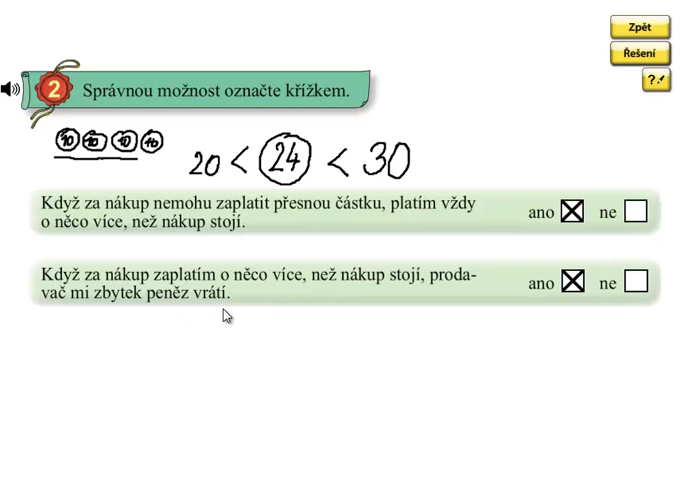 Zpět
Řešení
?
2 Správnou možnost označte křížkem.
10 10 10 10
20 < 24 < 30
Když za nákup nemohu zaplatit přesnou částku, platím vždy
o něco více, než nákup stojí.
ano ne
Když za nákup zaplatím o něco více, než nákup stojí, proda-
vač mi zbytek peněz vrátí.
ano ne